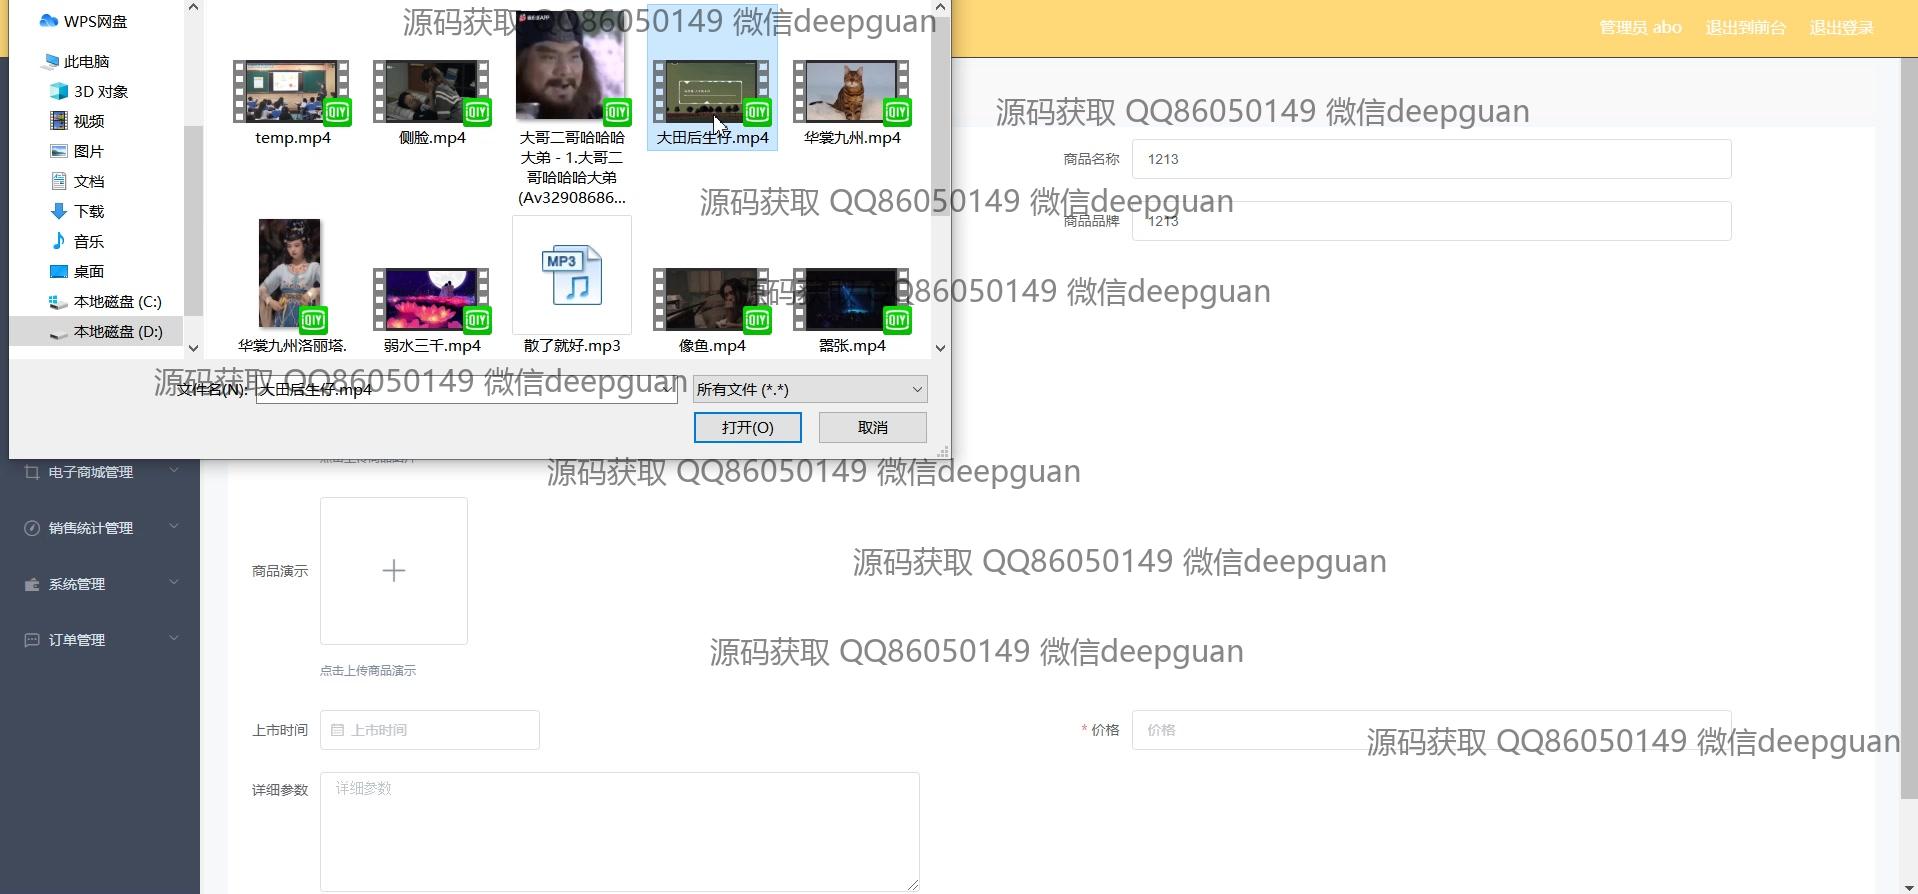 WPS网盘
此电脑
3D 对象
视频
图片
文档
下载
音乐
桌面
本地磁盘 (C:)
本地磁盘 (D:)
temp.mp4
侧脸.mp4
大哥二哥哈哈哈
大弟 - 1.大哥二
哥哈哈哈大弟
(Av32908686...
大田后生仔.mp4
华裳九州.mp4
华裳九州洛丽塔.
弱水三千.mp4
MP3
散了就好.mp3
像鱼.mp4
嚣张.mp4
文件名(N):
大田后生仔.mp4
所有文件 (*.*)
打开(O)
取消
管理员 abo
退出到前台
退出登录
源码获取 QQ86050149 微信deepguan
源码获取 QQ86050149 微信deepguan
商品名称
1213
源码获取 QQ86050149 微信deepguan
商品品牌
1213
源码获取 QQ86050149 微信deepguan
源码获取 QQ86050149 微信deepguan
点击上传商品图片
源码获取 QQ86050149 微信deepguan
电子商城管理
销售统计管理
系统管理
订单管理
源码获取 QQ86050149 微信deepguan
商品演示
源码获取 QQ86050149 微信deepguan
点击上传商品演示
上市时间
上市时间
* 价格
价格
源码获取 QQ86050149 微信deepguan
详细参数
详细参数